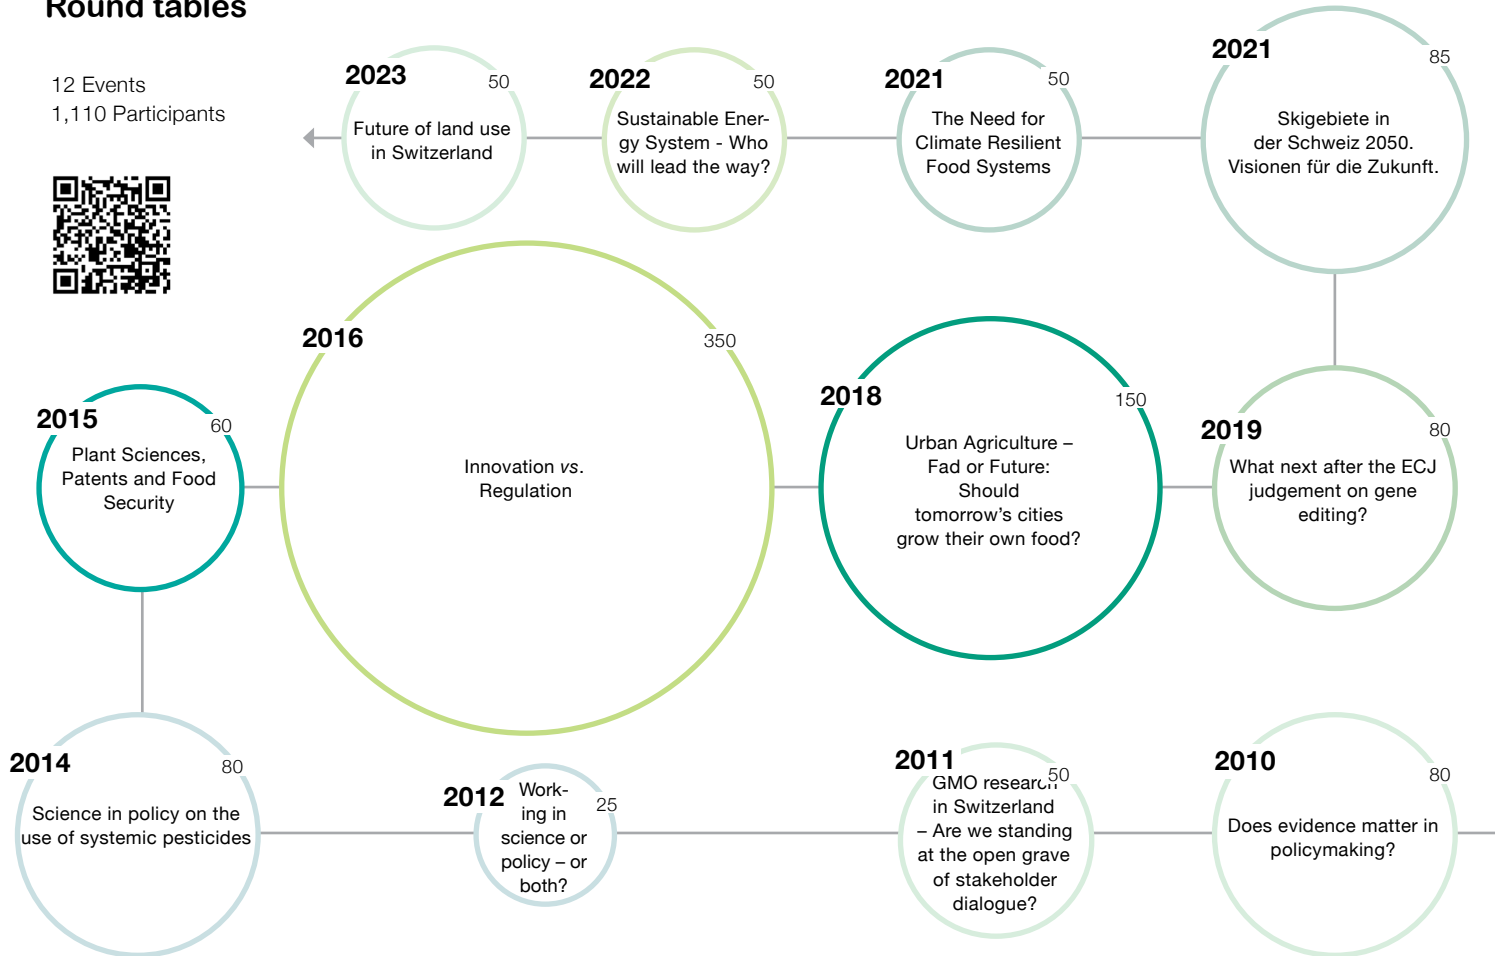 Round tables
12 Events
1,110 Participants
2023
50
Future of land use
in Switzerland
2022
50
Sustainable Ener-
gy System - Who
will lead the way?
2021
50
The Need for
Climate Resilient
Food Systems
2021
85
Skigebiete in
der Schweiz 2050.
Visionen für die Zukunft.
2015
60
Plant Sciences,
Patents and Food
Security
2016
350
Innovation vs.
Regulation
2018
150
Urban Agriculture –
Fad or Future:
Should
tomorrow's cities
grow their own food?
2019
80
What next after the ECJ
judgement on gene
editing?
2014
80
Science in policy on the
use of systemic pesticides
2012
25
Work-
ing in
science or
policy – or
both?
2011
50
GMO research
in Switzerland
– Are we standing
at the open grave
of stakeholder
dialogue?
2010
80
Does evidence matter in
policymaking?